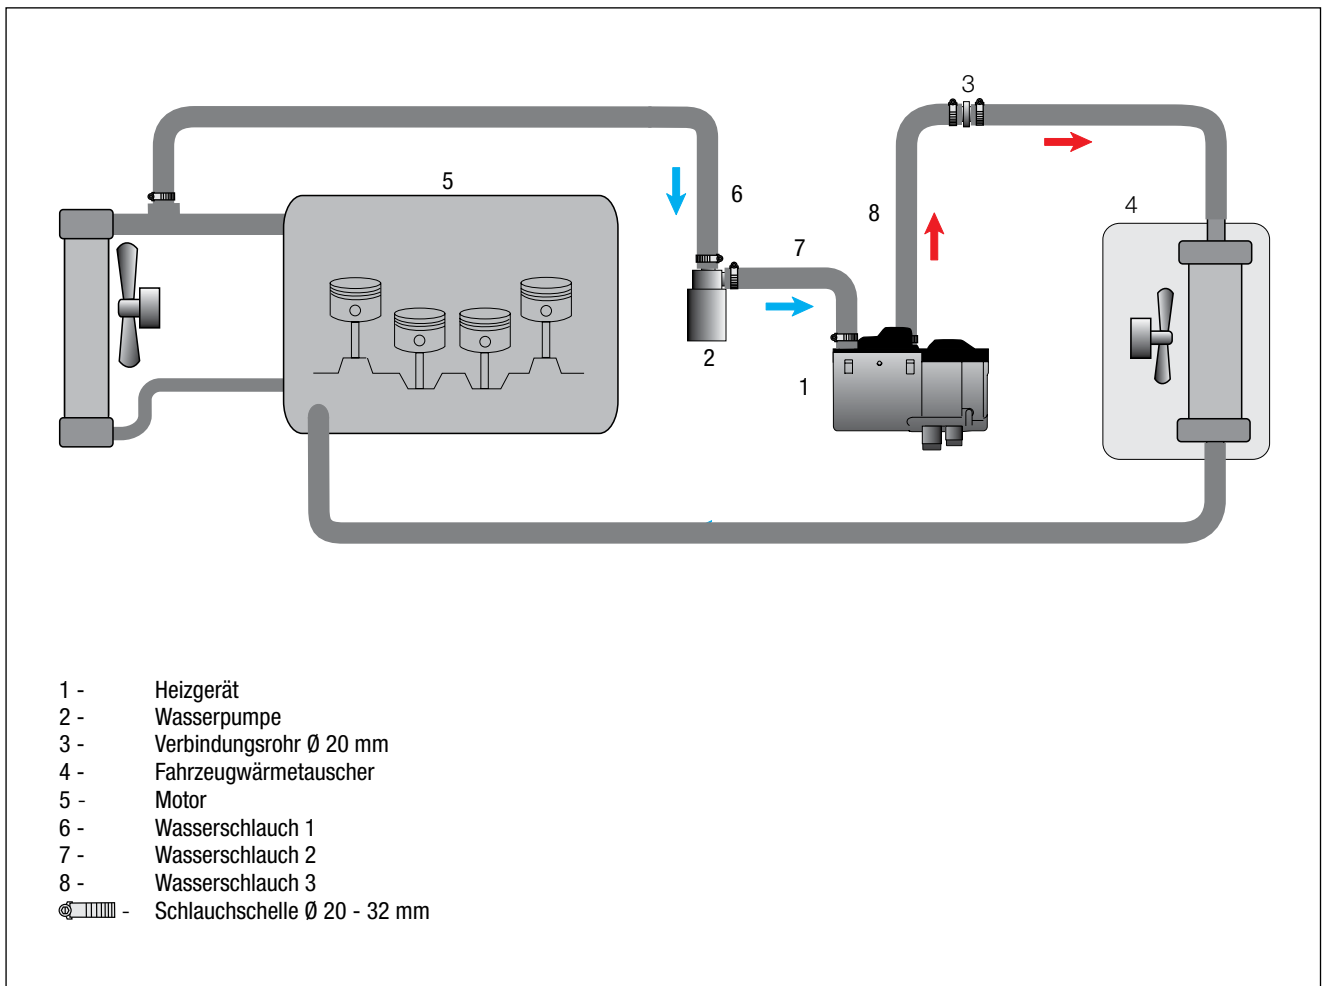 3
5
6
8
4
7
2
1
1 - Heizgerät
2 - Wasserpumpe
3 - Verbindungsrohr Ø 20 mm
4 - Fahrzeugwärmetauscher
5 - Motor
6 - Wasserschlauch 1
7 - Wasserschlauch 2
8 - Wasserschlauch 3
- Schlauchschelle Ø 20 - 32 mm